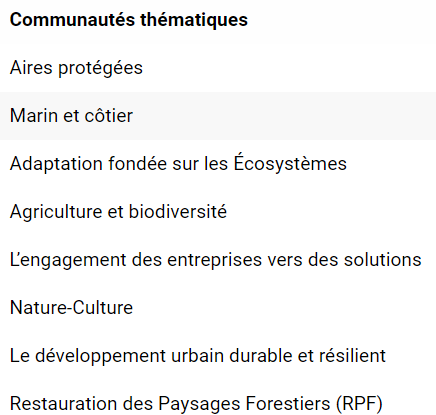 Communautés thématiques
Aires protégées
Marin et côtier
Adaptation fondée sur les Écosystèmes
Agriculture et biodiversité
L’engagement des entreprises vers des solutions
Nature-Culture
Le développement urbain durable et résilient
Restauration des Paysages Forestiers (RPF)